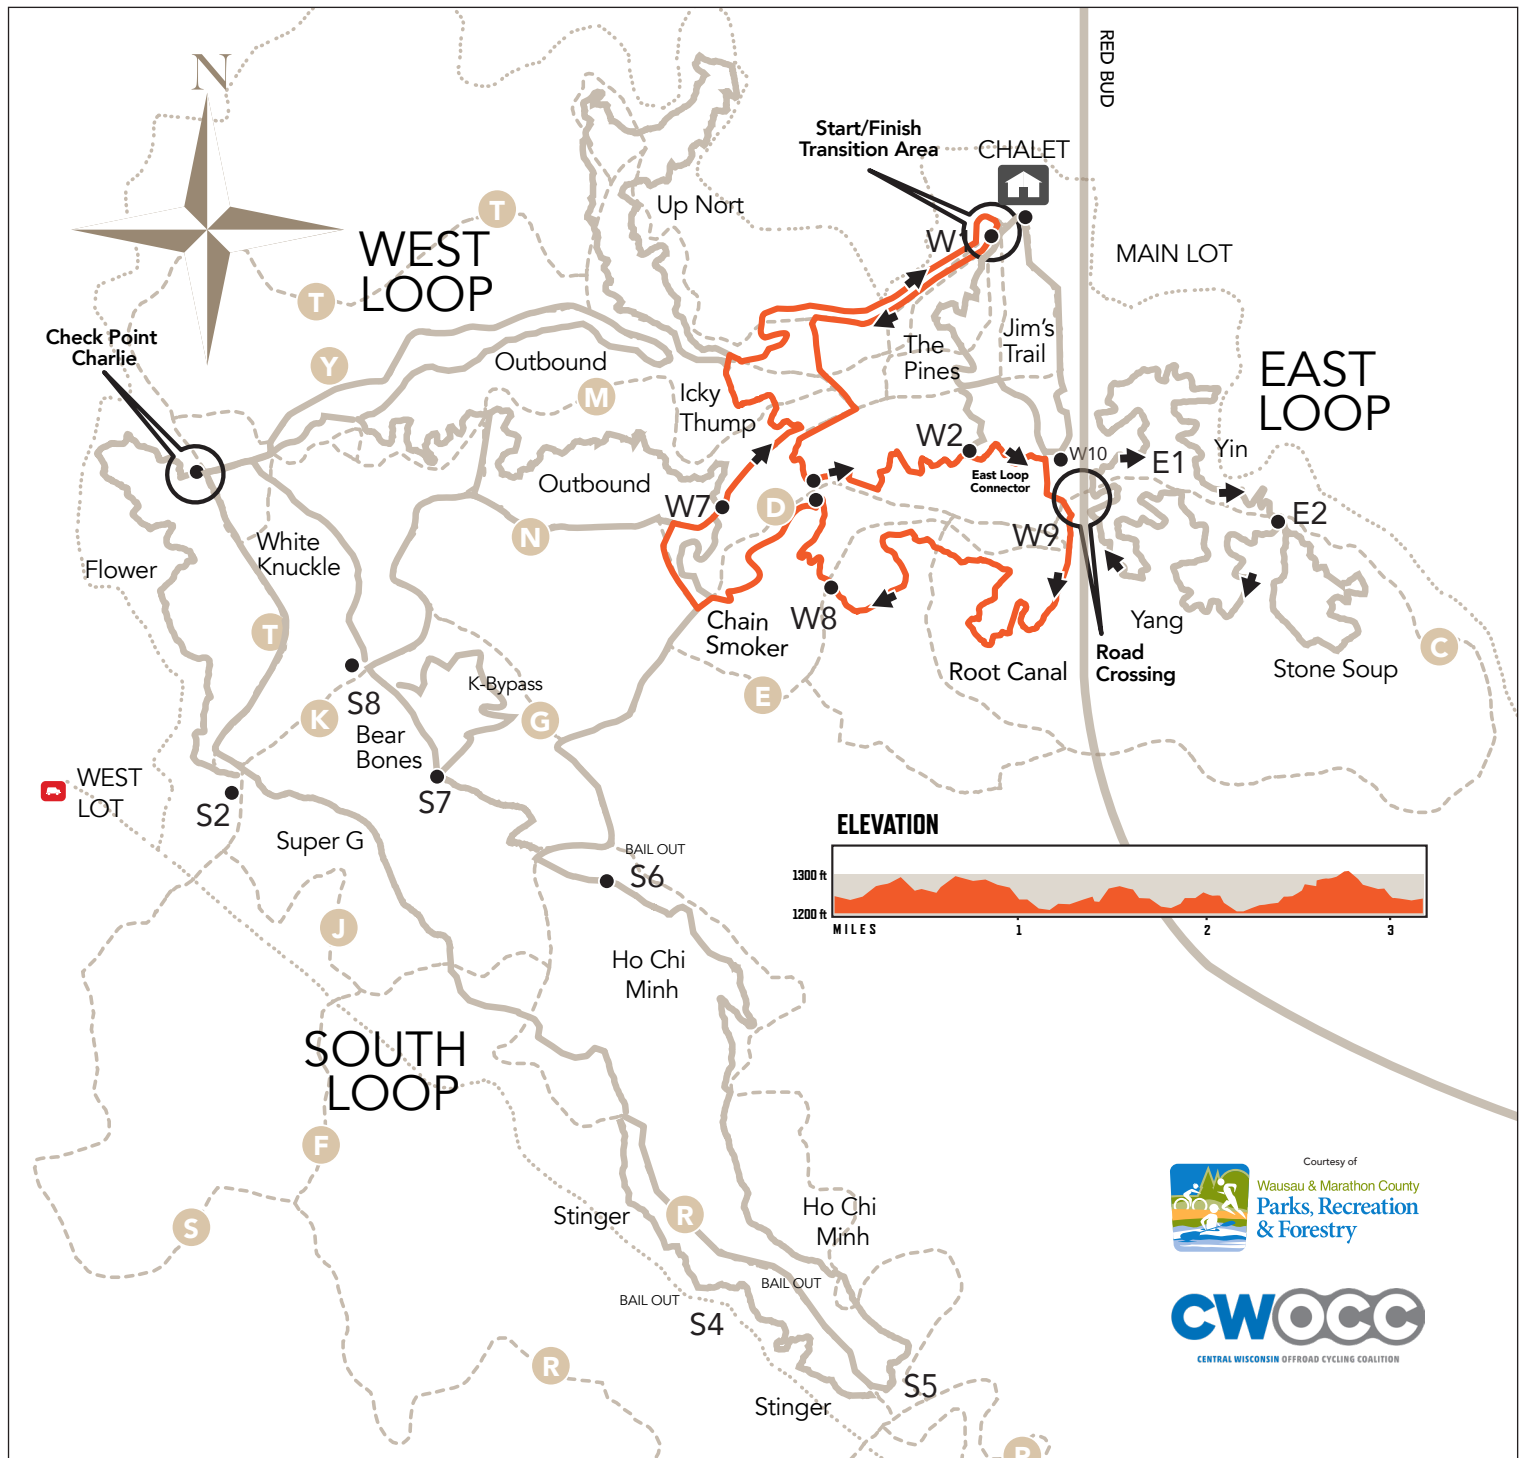 N
RED BUD
Start/Finish
Transition Area
CHALET
T
Up Nort
WEST
LOOP
W1
MAIN LOT
T
Check Point
Charlie
Y
Outbound
The
Pines
Jim's
Trail
EAST
LOOP
M
Icky
Thump
W2
W10
East Loop
Connector
E1
Yin
Outbound
W7
D
E2
N
W9
White
Knuckle
Flower
T
Chain
Smoker
W8
Yang
Root Canal
Road
Crossing
Stone Soup
C
K-Bypass
E
K
S8
G
Bear
Bones
WEST
LOT
S2
S7
Super G
ELEVATION
1300 ft
1200 ft
MILES
1
2
3
BAIL OUT
S6
J
Ho Chi
Minh
SOUTH
LOOP
F
S
Stinger
R
Ho Chi
Minh
BAIL OUT
BAIL OUT
S4
R
S5
Stinger
R
Courtesy of
Wausau & Marathon County
Parks, Recreation
& Forestry
CWOCC
CENTRAL WISCONSIN OFFROAD CYCLING COALITION